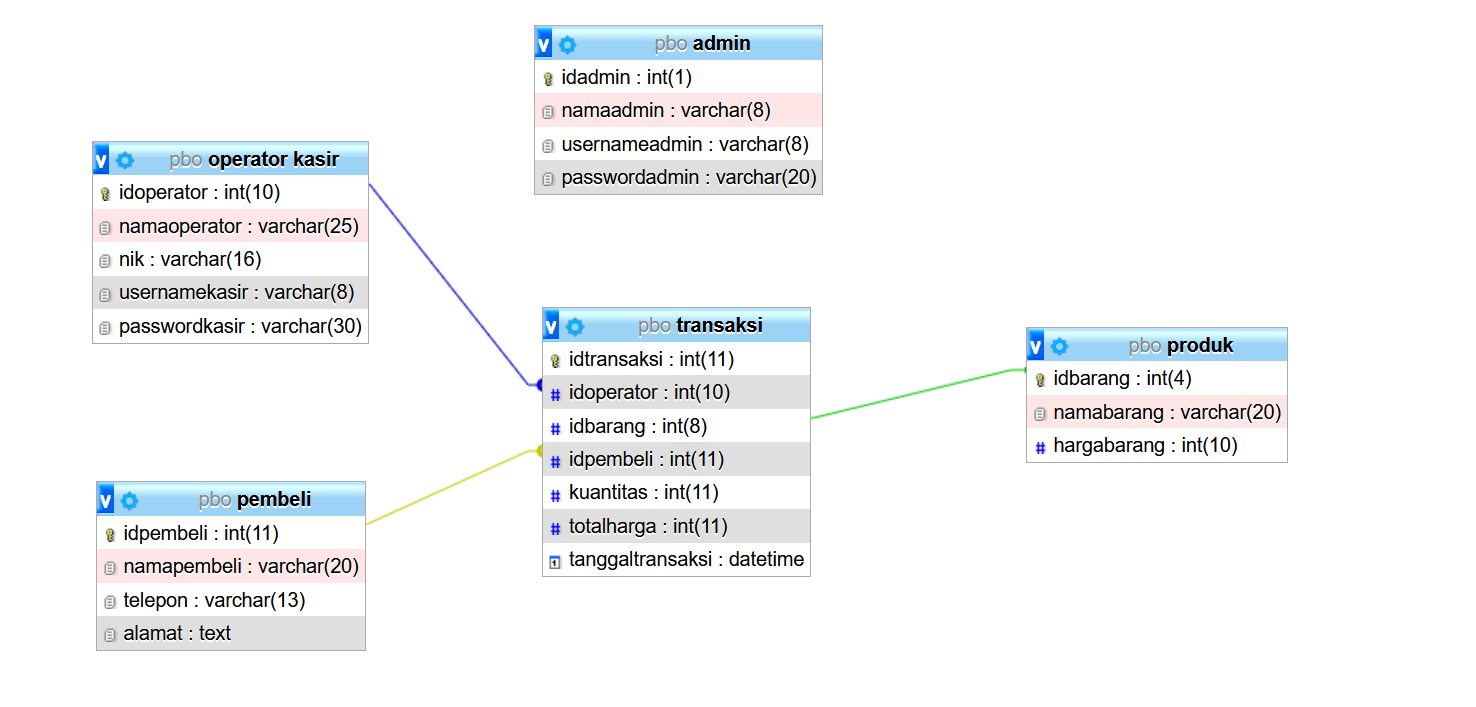 pbo admin
idadmin : int(1)
namaadmin : varchar(8)
usernameadmin : varchar(8)
passwordadmin : varchar(20)
pbo operator kasir
idoperator : int(10)
namaoperator : varchar(25)
nik : varchar(16)
usernamekasir : varchar(8)
passwordkasir : varchar(30)
pbo transaksi
idtransaksi : int(11)
idoperator : int(10)
idbarang : int(8)
idpembeli : int(11)
kuantitas : int(11)
totalharga : int(11)
tanggaltransaksi : datetime
pbo produk
idbarang : int(4)
namabarang : varchar(20)
hargabarang : int(10)
pbo pembeli
idpembeli : int(11)
namapembeli : varchar(20)
telepon : varchar(13)
alamat : text